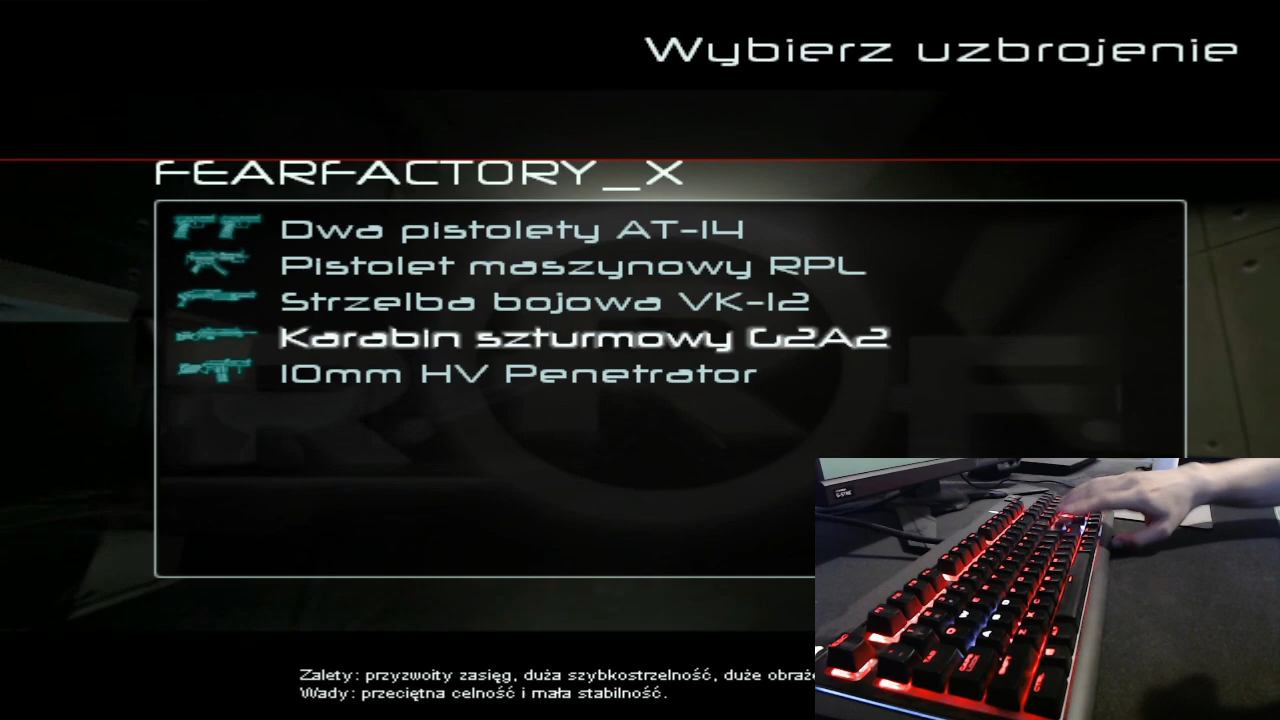 Wybierz uzbrojenie
FEARFACTORY_X
Dwa pistolety AT-14
Pistolet maszynowy RPL
Strzelba bojowa VK-12
Karabin szturmowy G2A2
10mm HV Penetrator
Zalety: przyzwoity zasięg, duża szybkostrzelność, duże
Wady: przeciętna celność i mała stabilność.